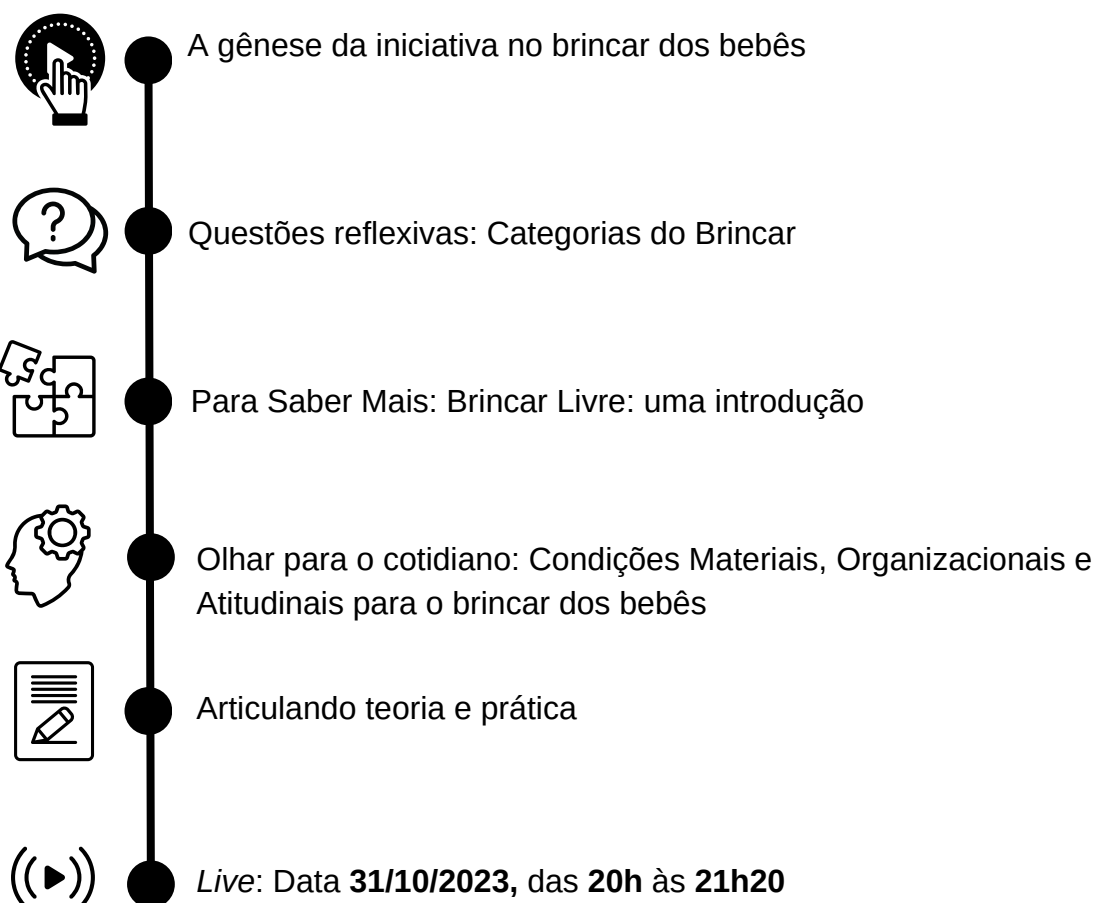 A gênese da iniciativa no brincar dos bebês
?
Questões reflexivas: Categorias do Brincar
Para Saber Mais: Brincar Livre: uma introdução
Olhar para o cotidiano: Condições Materiais, Organizacionais e
Atitudinais para o brincar dos bebês
Articulando teoria e prática
Live: Data 31/10/2023, das 20h às 21h20